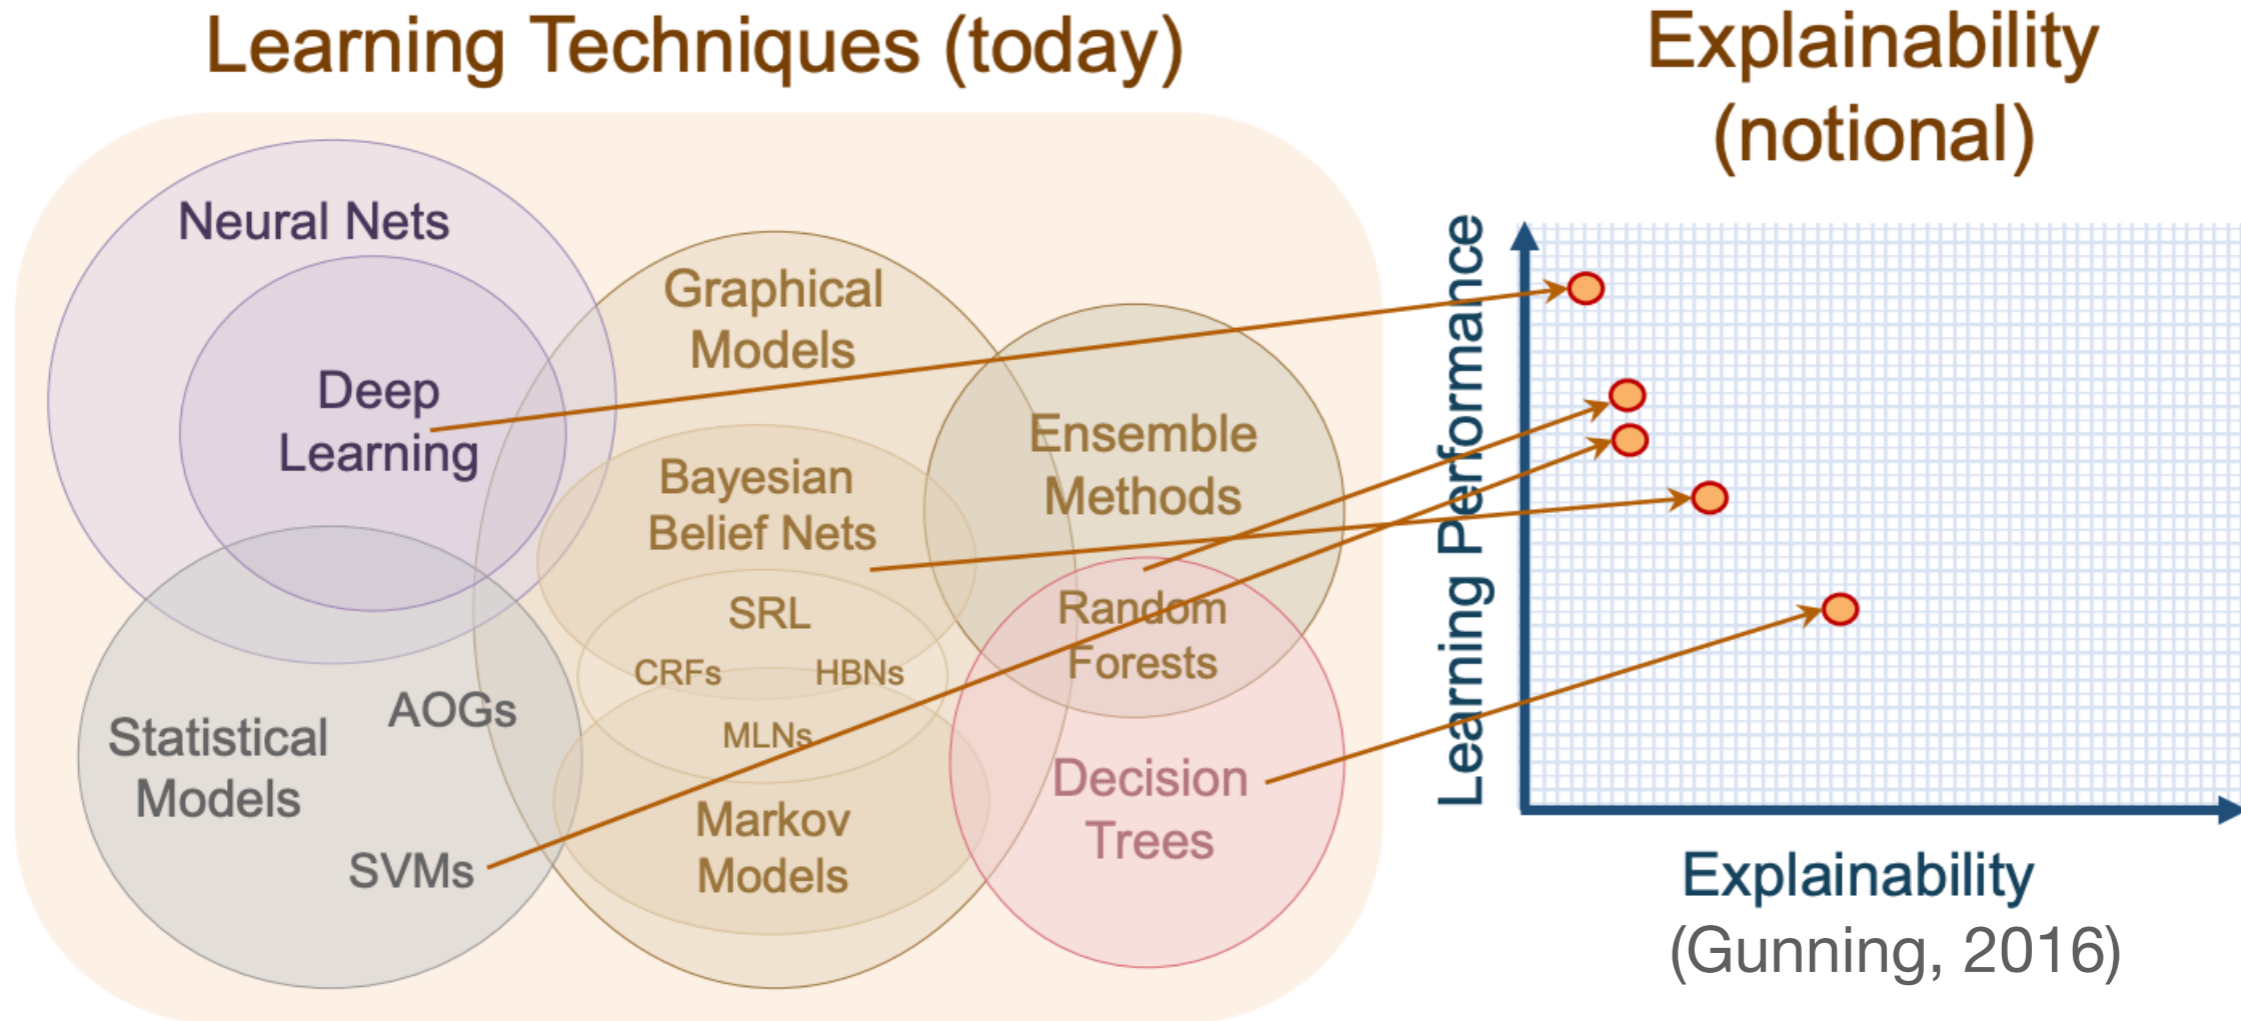 Learning Techniques (today)
Neural Nets
Deep
Learning
Graphical
Models
Bayesian
Belief Nets
SRL
CRFs
HBNs
MLNs
Markov
Models
Ensemble
Methods
Random
Forests
Decision
Trees
Statistical
Models
AOGs
SVMs
Explainability
(notional)
Learning Performance
Explainability
(Gunning, 2016)